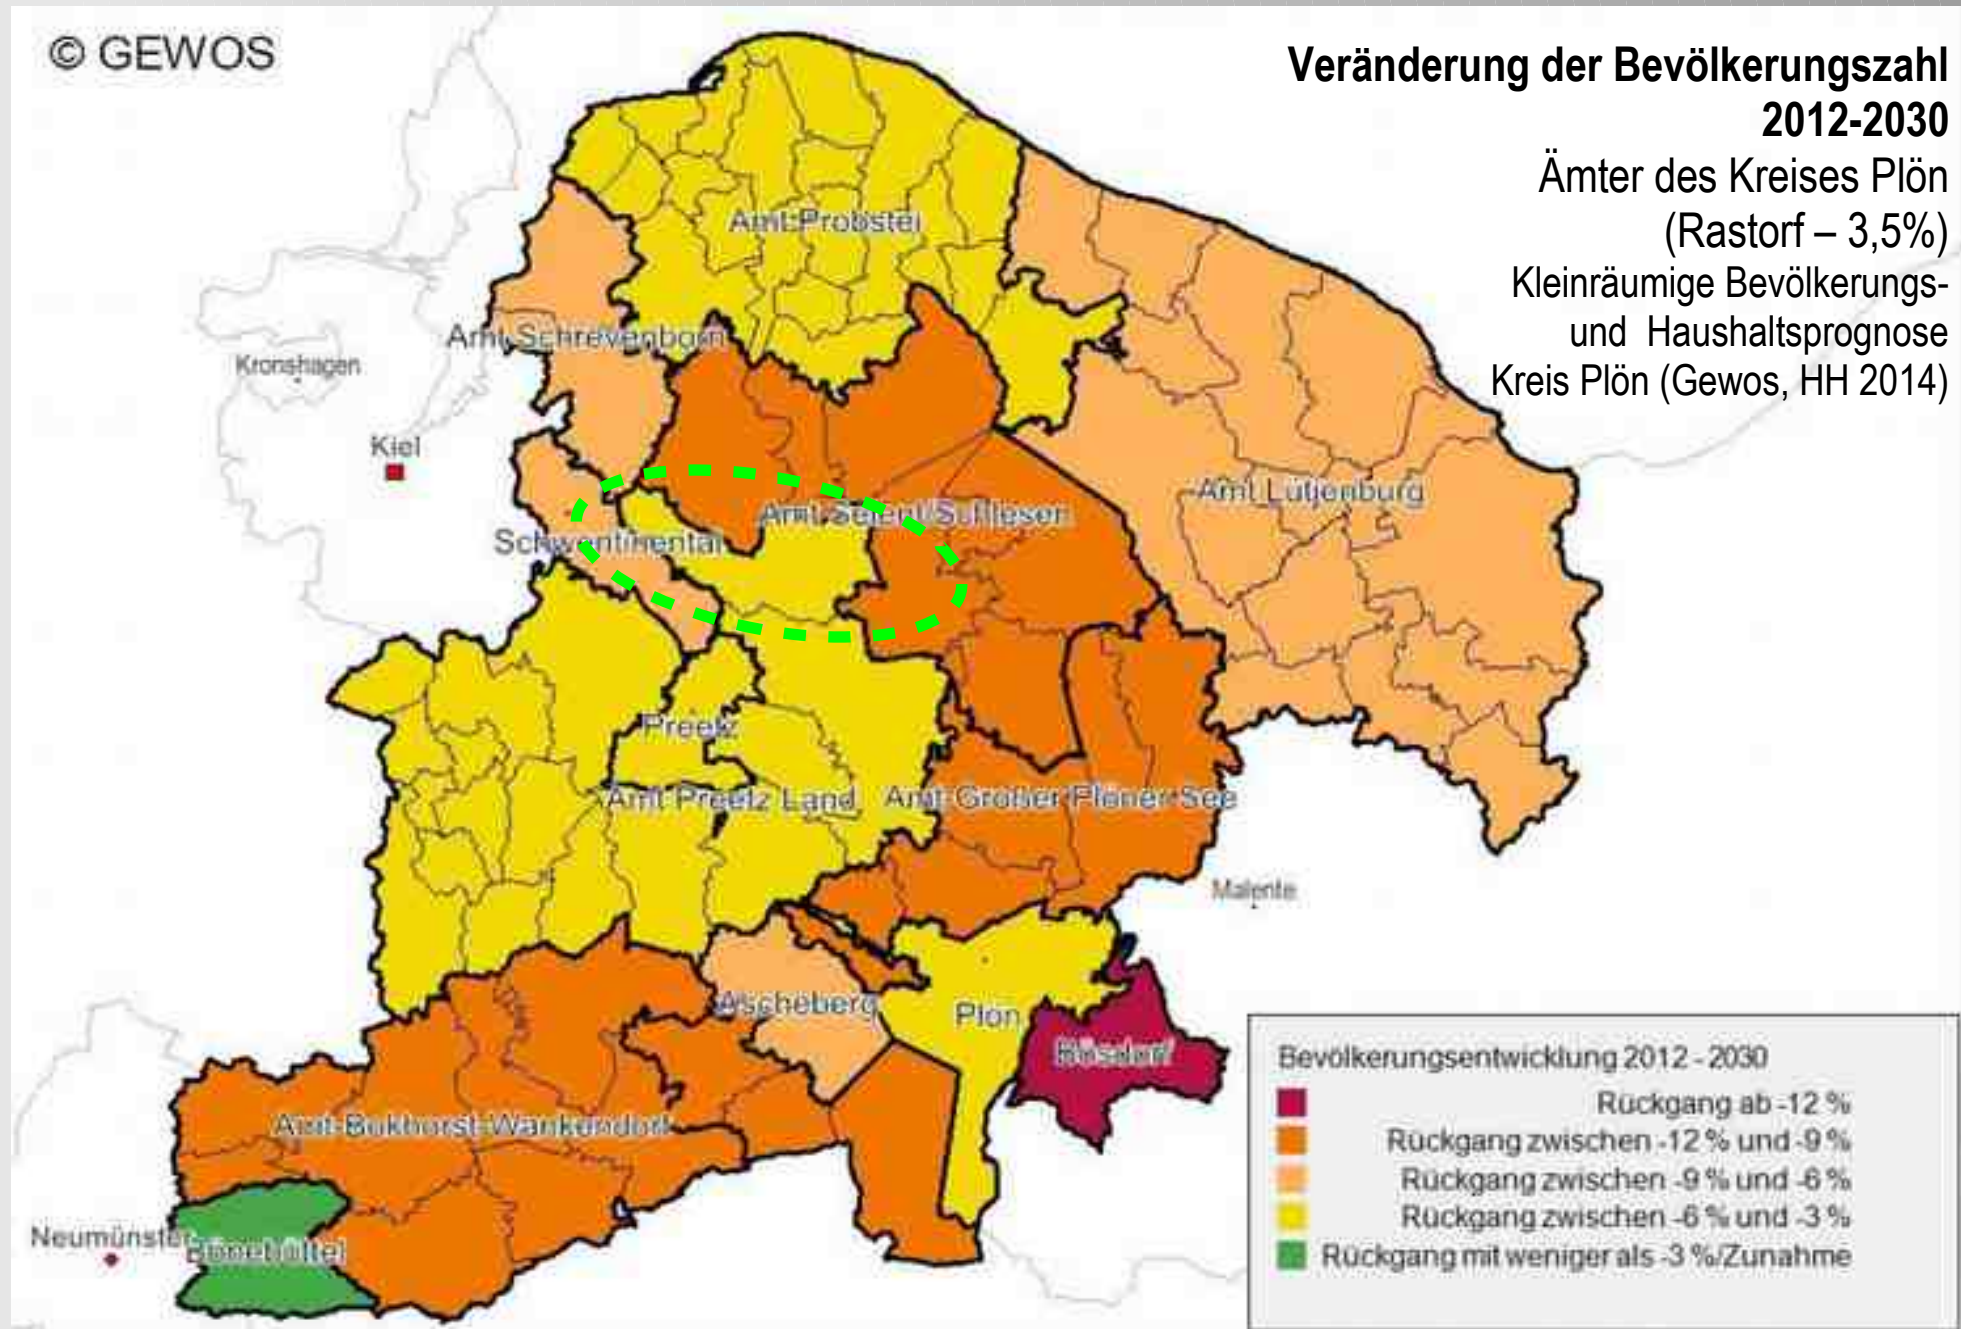 © GEWOS
Veränderung der Bevölkerungszahl
2012-2030
Ämter des Kreises Plön
(Rastorf – 3,5%)
Kleinräumige Bevölkerungs-
und Haushaltsprognose
Kreis Plön (Gewos, HH 2014)
Amt Probstei
Amt Schrevenborn
Kronshagen
Kiel
Amt Lütjenburg
Amt Selent/Schlesen
Schwentinental
Preetz
Amt Preetz Land
Amt Großer Plöner See
Malente
Ascheberg
Plön
Bösdorf
Amt Bokhorst-Wankendorf
Neumünster
Bönebüttel
Bevölkerungsentwicklung 2012 - 2030
Rückgang ab -12 %
Rückgang zwischen -12 % und -9 %
Rückgang zwischen -9 % und -6 %
Rückgang zwischen -6 % und -3 %
Rückgang mit weniger als -3 %/Zunahme